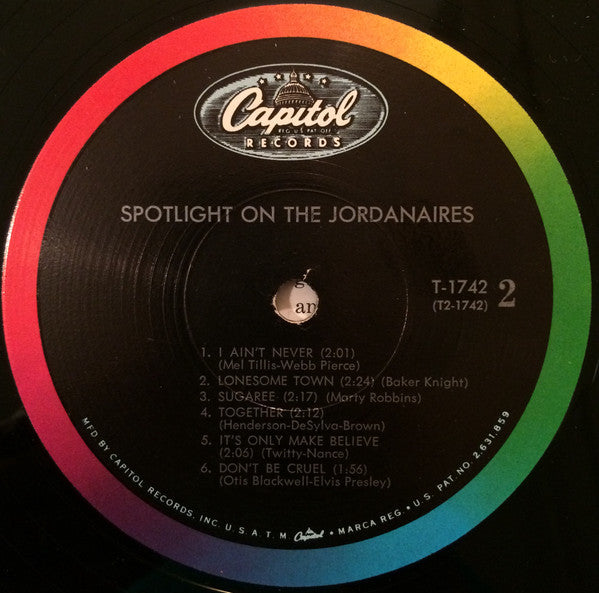 Capitol
REG. U.S. PAT. OFF.
RECORDS
SPOTLIGHT ON THE JORDANAIRES
T-1742 2
(T2-1742)
g
an
1. I AIN'T NEVER (2:01)
(Mel Tillis-Webb Pierce)
2. LONESOME TOWN (2:24) (Baker Knight)
3. SUGAREE (2:17) (Marty Robbins)
4. TOGETHER (2:12)
(Henderson-DeSylva-Brown)
5. IT'S ONLY MAKE BELIEVE
(2:06) (Twitty-Nance)
6. DON'T BE CRUEL (1:56)
(Otis Blackwell-Elvis Presley)
MFD BY CAPITOL RECORDS, INC. U.S.A. T.M. Capitol • MARCA REG. • U.S. PAT. NO. 2,631,859